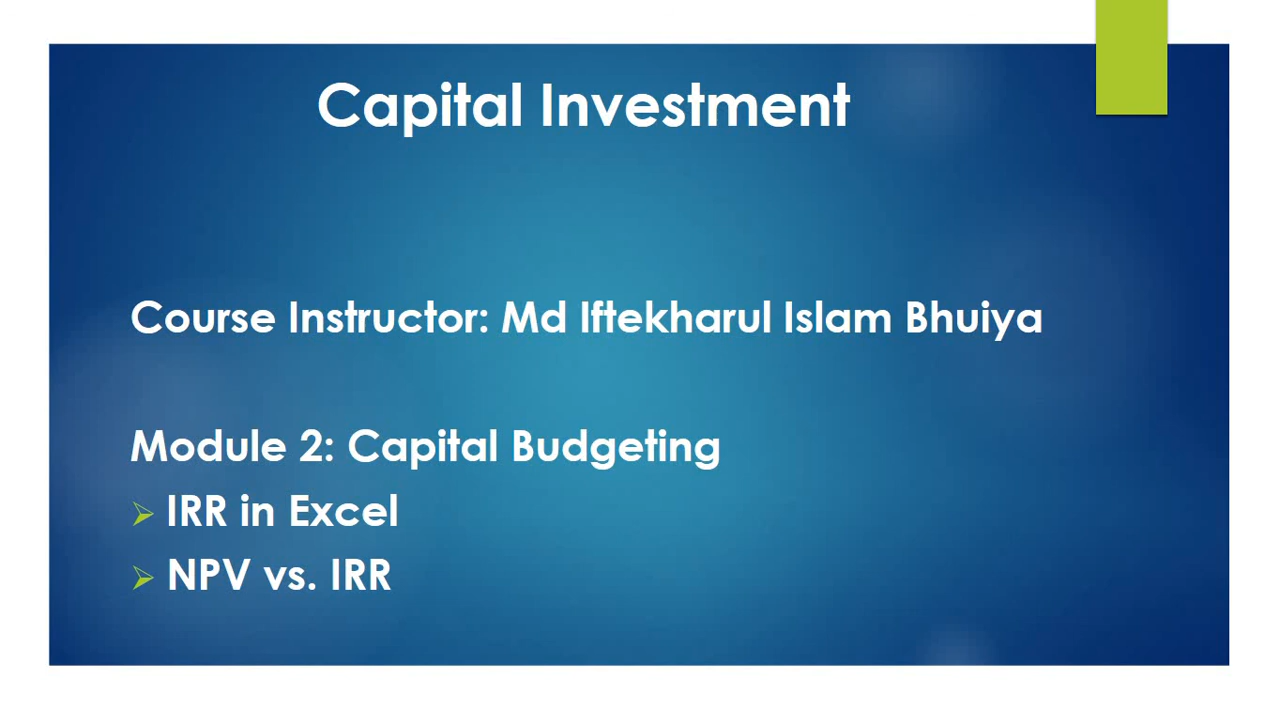 Capital Investment
Course Instructor: Md Iftekharul Islam Bhuiya
Module 2: Capital Budgeting
IRR in Excel
NPV vs. IRR